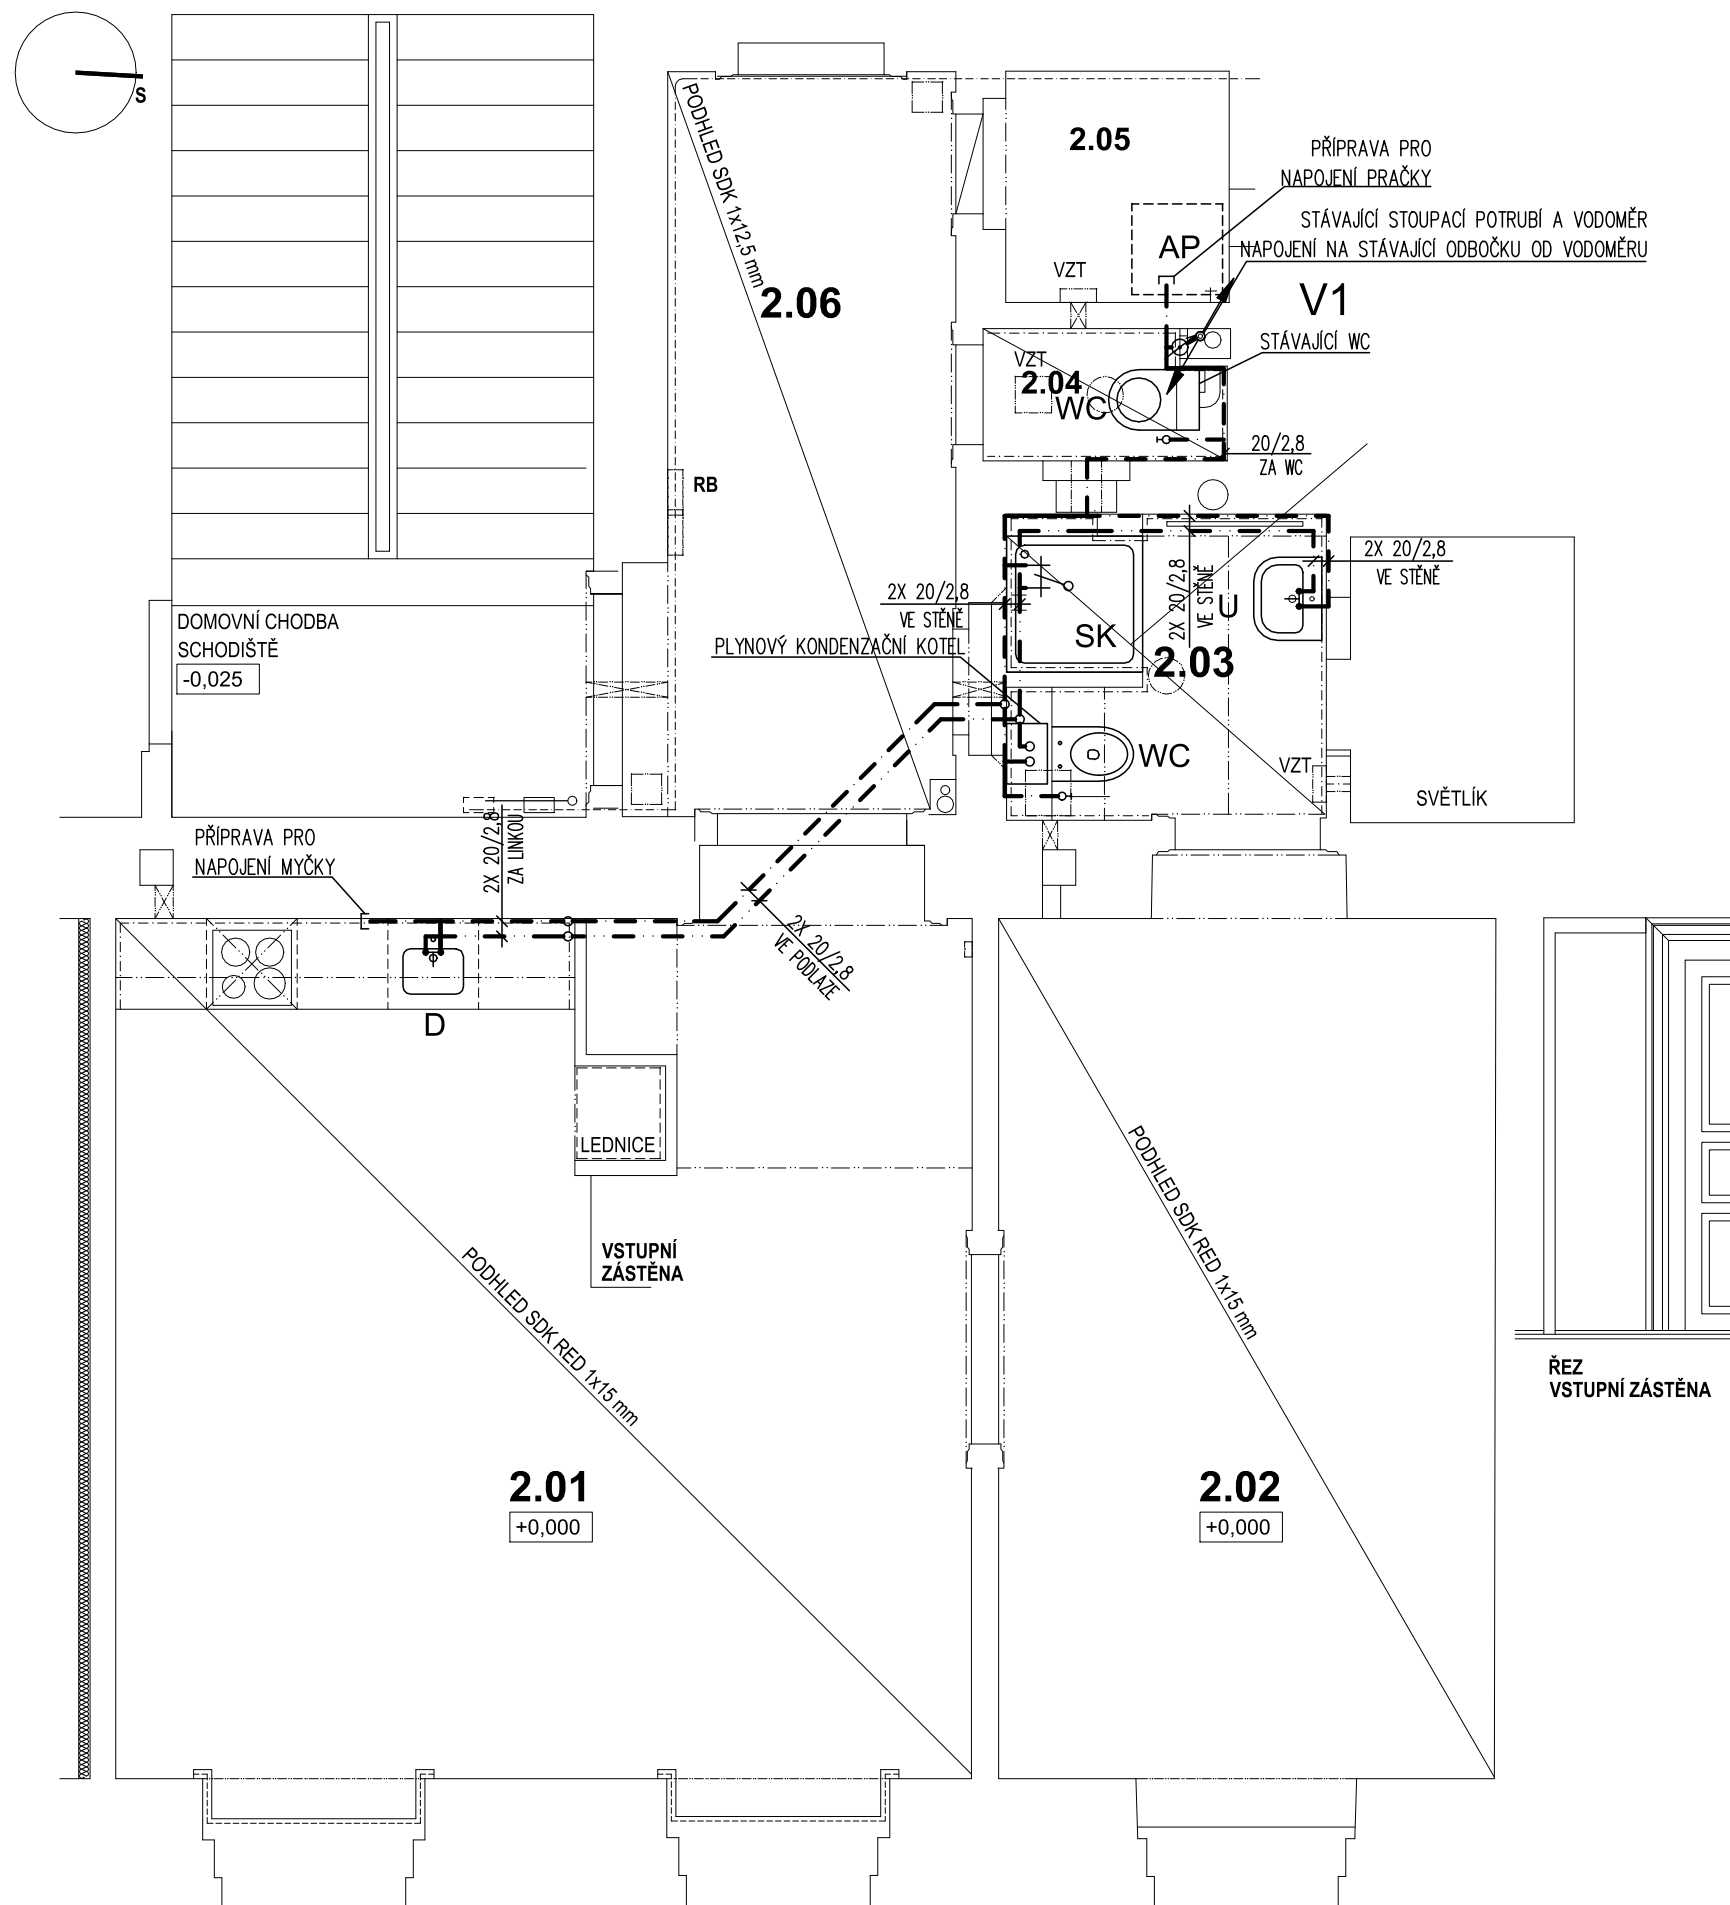 S
PODHLED SDK 1x12,5 mm
2.06
2.05
PŘÍPRAVA PRO
NAPOJENÍ PRAČKY
STÁVAJÍCÍ STOUPACÍ POTRUBÍ A VODOMĚR
NAPOJENÍ NA STÁVAJÍCÍ ODBOČKU OD VODOMĚRU
AP
VZT
V1
STÁVAJÍCÍ WC
VZT
2.04
WC
20/2,8
ZA WC
RB
2X 20/2,8
VE STĚNĚ
2X 20/2,8
VE STĚNĚ
2X 20/2,8
VE STĚNĚ
U
SK
2.03
PLYNOVÝ KONDENZAČNÍ KOTEL
DOMOVNÍ CHODBA
SCHODIŠTĚ
-0,025
WC
VZT
SVĚTLÍK
PŘÍPRAVA PRO
NAPOJENÍ MYČKY
2X 20/2,8
ZA LINKOU
2X 20/2,8
VE PODLAZE
D
LEDNICE
VSTUPNÍ
ZÁSTĚNA
PODHLED SDK RED 1x15 mm
PODHLED SDK RED 1x15 mm
ŘEZ
VSTUPNÍ ZÁSTĚNA
2.01
+0,000
2.02
+0,000